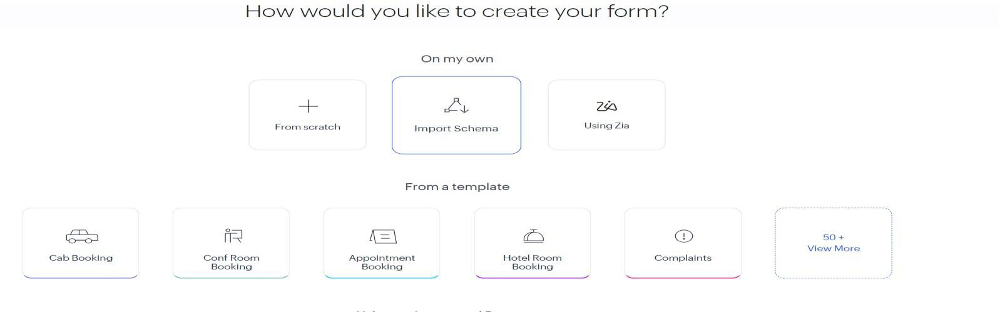 How would you like to create your form?
On my own
From scratch
Import Schema
Zia
Using Zia
From a template
Cab Booking
Conf Room
Booking
Appointment
Booking
Hotel Room
Booking
Complaints
50 +
View More